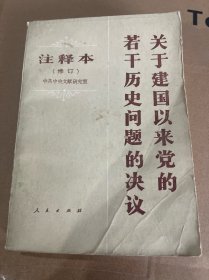 关于建国以来党的
若干历史问题的决议
注释本
（修订）
中共中央文献研究室
人民出版社
To